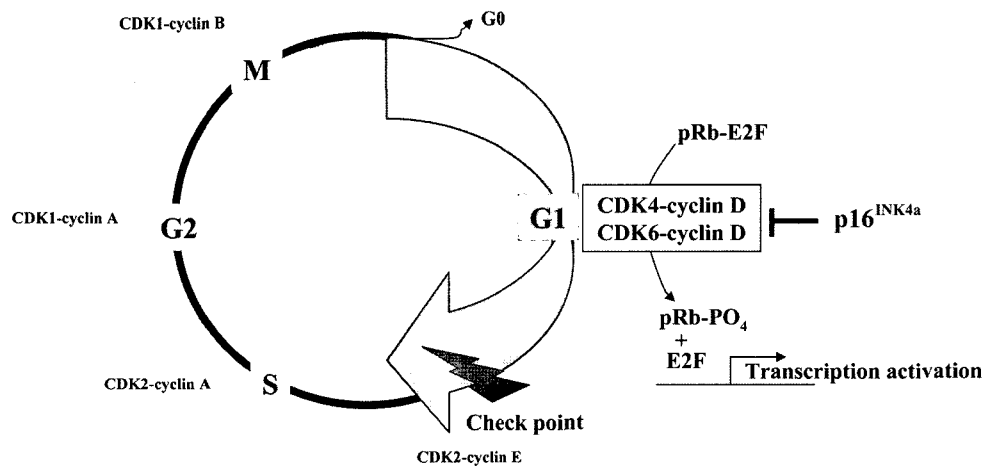 CDK1-cyclin B
G0
M
pRb-E2F
CDK4-cyclin D
CDK6-cyclin D
G1
p16INK4a
CDK1-cyclin A
G2
pRb-PO4
+
E2F
Transcription activation
CDK2-cyclin A
S
Check point
CDK2-cyclin E